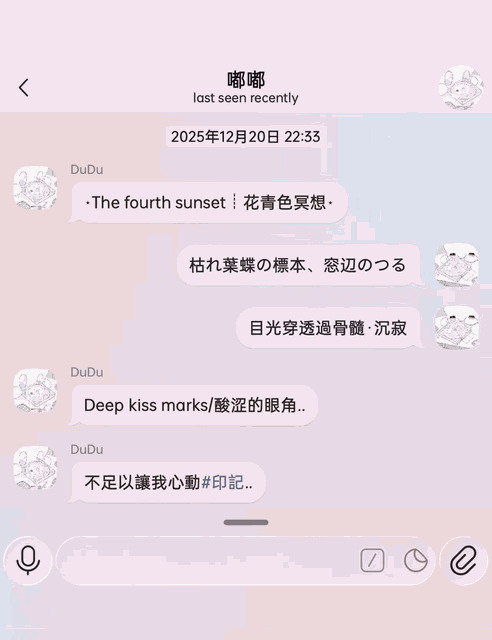 嘟嘟
last seen recently
2025年12月20日 22:33
DuDu
·The fourth sunset ┊ 花青色冥想·
枯れ葉蝶の標本、窓辺のつる
目光穿透過骨髓·沉寂
DuDu
Deep kiss marks/酸涩的眼角..
DuDu
不足以讓我心動#印記..